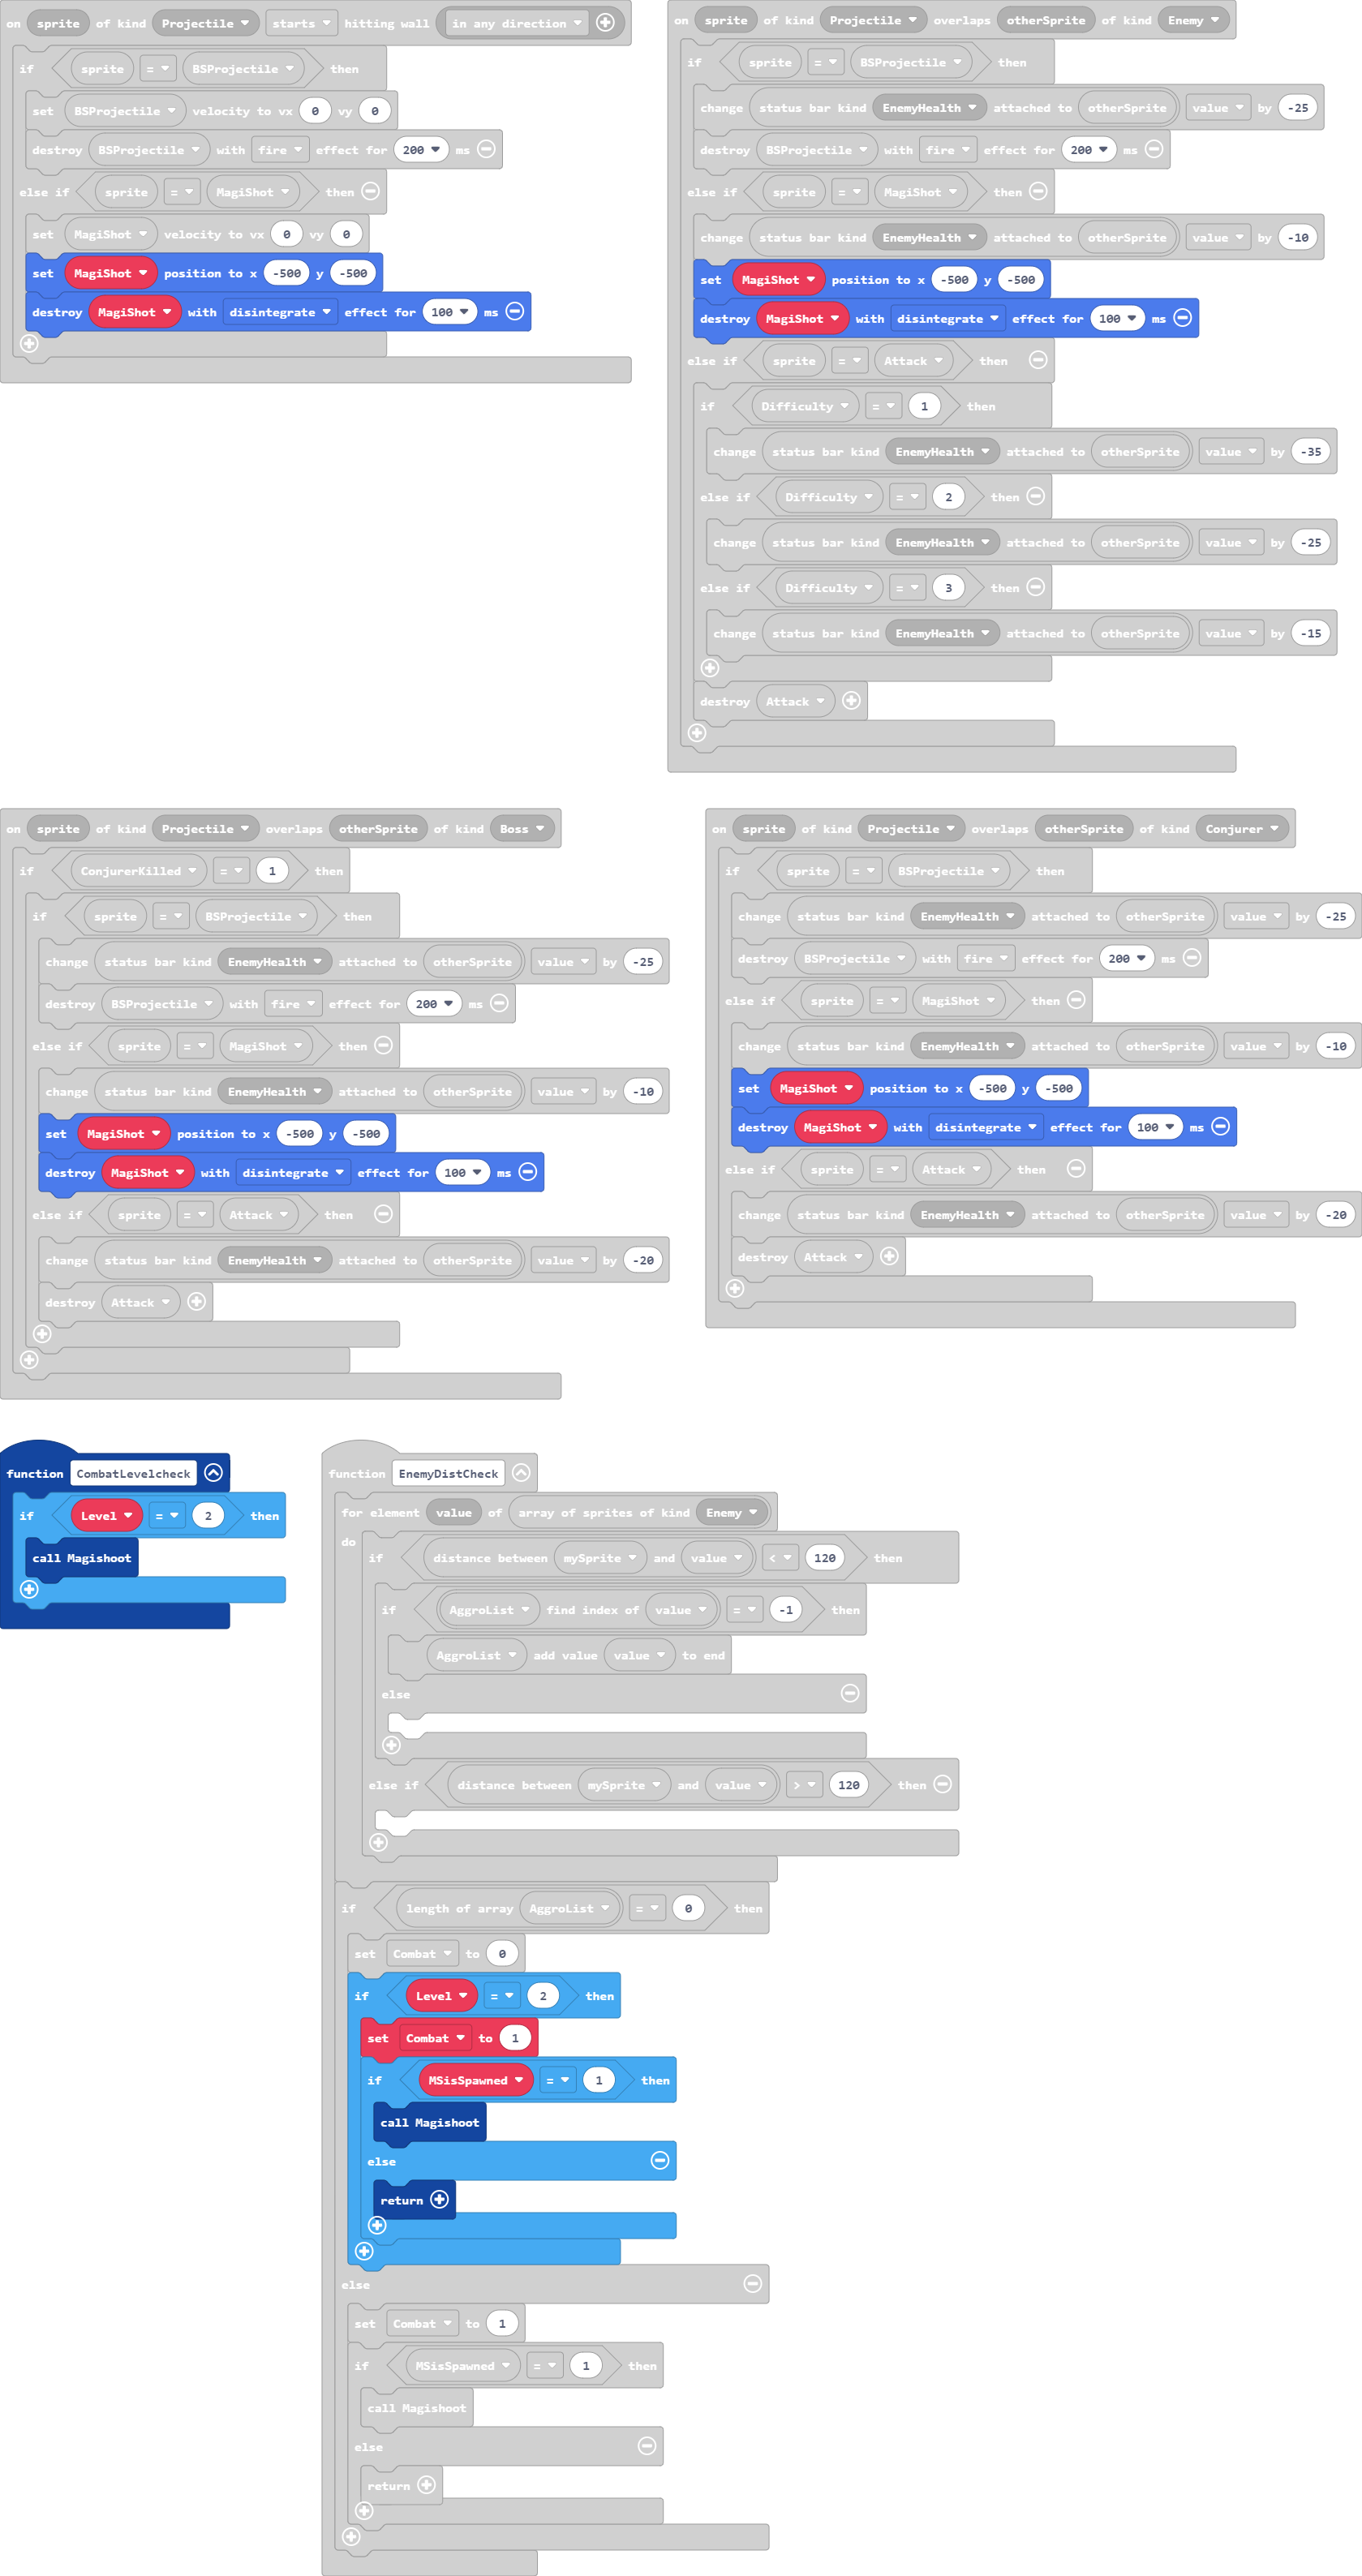 on sprite of kind Projectile starts hitting wall in any direction
if sprite = BSProjectile then
set BSProjectile velocity to vx 0 vy 0
destroy BSProjectile with fire effect for 200 ms
else if sprite = MagiShot then
set MagiShot velocity to vx 0 vy 0
set MagiShot position to x -500 y -500
destroy MagiShot with disintegrate effect for 100 ms
on sprite of kind Projectile overlaps otherSprite of kind Enemy
if sprite = BSProjectile then
change status bar kind EnemyHealth attached to otherSprite value by -25
destroy BSProjectile with fire effect for 200 ms
else if sprite = MagiShot then
change status bar kind EnemyHealth attached to otherSprite value by -10
set MagiShot position to x -500 y -500
destroy MagiShot with disintegrate effect for 100 ms
else if sprite = Attack then
if Difficulty = 1 then
change status bar kind EnemyHealth attached to otherSprite value by -35
else if Difficulty = 2 then
change status bar kind EnemyHealth attached to otherSprite value by -25
else if Difficulty = 3 then
change status bar kind EnemyHealth attached to otherSprite value by -15
destroy Attack
on sprite of kind Projectile overlaps otherSprite of kind Boss
if ConjurerKilled = 1 then
if sprite = BSProjectile then
change status bar kind EnemyHealth attached to otherSprite value by -25
destroy BSProjectile with fire effect for 200 ms
else if sprite = MagiShot then
change status bar kind EnemyHealth attached to otherSprite value by -10
set MagiShot position to x -500 y -500
destroy MagiShot with disintegrate effect for 100 ms
else if sprite = Attack then
change status bar kind EnemyHealth attached to otherSprite value by -20
destroy Attack
on sprite of kind Projectile overlaps otherSprite of kind Conjurer
if sprite = BSProjectile then
change status bar kind EnemyHealth attached to otherSprite value by -25
destroy BSProjectile with fire effect for 200 ms
else if sprite = MagiShot then
change status bar kind EnemyHealth attached to otherSprite value by -10
set MagiShot position to x -500 y -500
destroy MagiShot with disintegrate effect for 100 ms
else if sprite = Attack then
change status bar kind EnemyHealth attached to otherSprite value by -20
destroy Attack
function CombatLevelcheck
if Level = 2 then
call Magishoot
function EnemyDistCheck
for element value of array of sprites of kind Enemy
do
if distance between mySprite and value < 120 then
if AggroList find index of value = -1 then
AggroList add value value to end
else
else if distance between mySprite and value > 120 then
if length of array AggroList = 0 then
set Combat to 0
if Level = 2 then
set Combat to 1
if MSisSpawned = 1 then
call Magishoot
else
return
else
set Combat to 1
if MSisSpawned = 1 then
call Magishoot
else
return